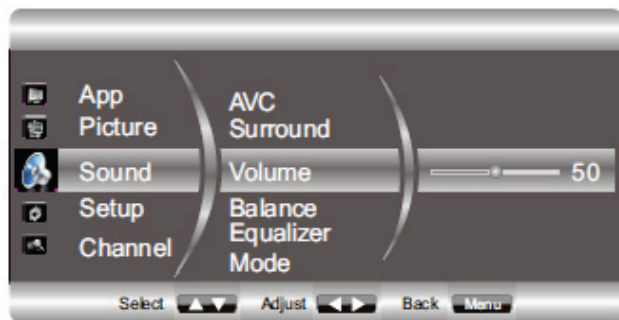 App
Picture
Sound
Setup
Channel
AVC
Surround
Volume
Balance
Equalizer
Mode
50
Select Adjust Back Menu